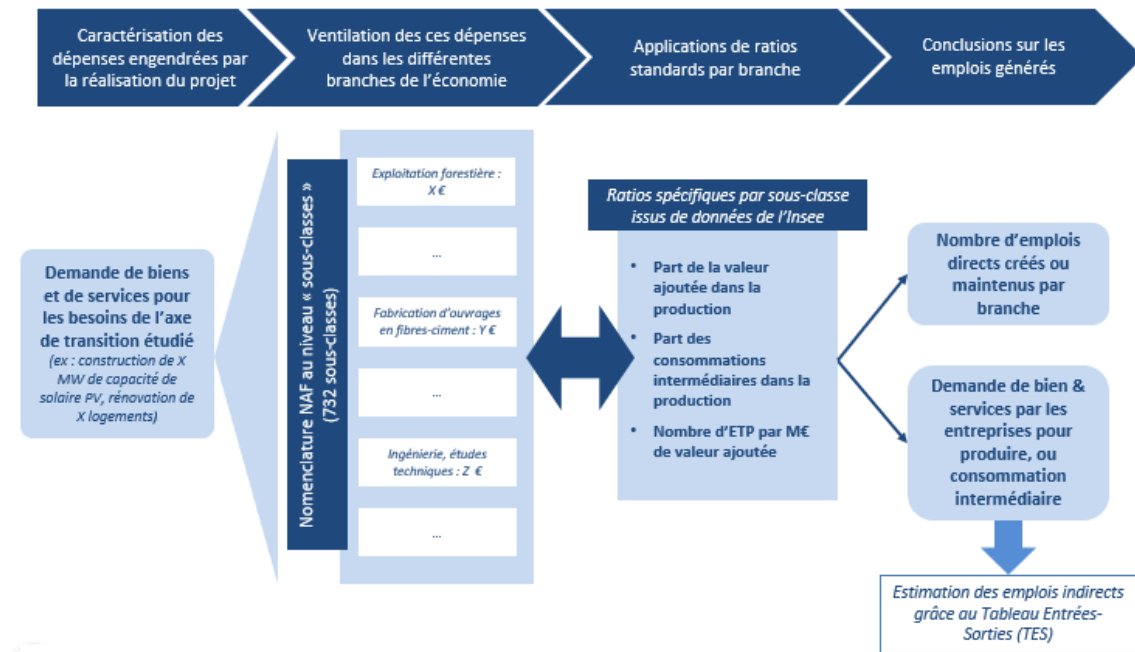 Caractérisation des
dépenses engendrées par
la réalisation du projet
Ventilation des ces dépenses
dans les différentes
branches de l'économie
Applications de ratios
standards par branche
Conclusions sur les
emplois générés
Demande de biens
et de services pour
les besoins de l'axe
de transition étudié
(ex : construction de X
MW de capacité de
solaire PV, rénovation de
X logements)
Nomenclature NAF au niveau « sous-classes »
(732 sous-classes)
Exploitation forestière :
X €
...
Fabrication d'ouvrages
en fibres-ciment : Y €
...
Ingénierie, études
techniques : Z €
...
Ratios spécifiques par sous-classe
issus de données de l'Insee
• Part de la valeur
ajoutée dans la
production
• Part des
consommations
intermédiaires dans la
production
• Nombre d'ETP par M€
de valeur ajoutée
Nombre d'emplois
directs créés ou
maintenus par
branche
Demande de bien &
services par les
entreprises pour
produire, ou
consommation
intermédiaire
Estimation des emplois indirects
grâce au Tableau Entrées-
Sorties (TES)